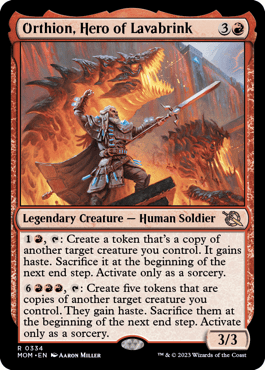 Orthion, Hero of Lavabrink 3
Legendary Creature — Human Soldier
1, : Create a token that's a copy of
another target creature you control. It gains
haste. Sacrifice it at the beginning of the
next end step. Activate only as a sorcery.
6, : Create five tokens that are
copies of another target creature you
control. They gain haste. Sacrifice them at
the beginning of the next end step. Activate
only as a sorcery.
3/3
R 0334
MOM • EN AARON MILLER ™ & © 2023 Wizards of the Coast